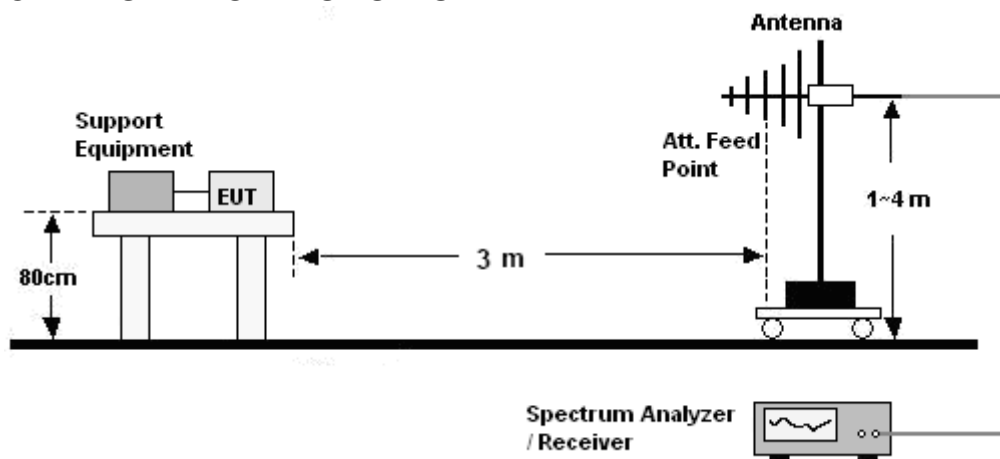 Antenna
Support
Equipment
Att. Feed
Point
EUT
1~4 m
3 m
80cm
Spectrum Analyzer
/ Receiver